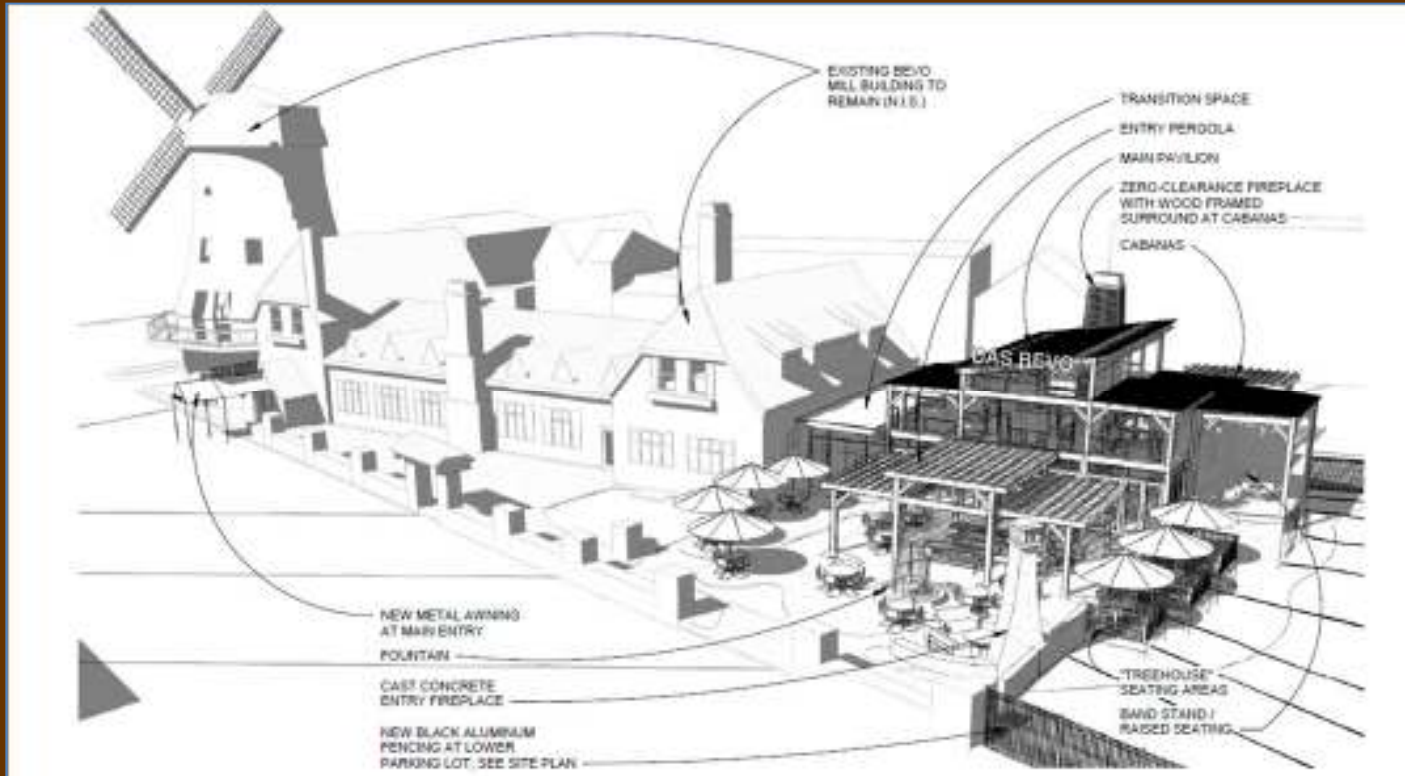 EXISTING BEVO
MILL BUILDING TO
REMAIN (N.I.S.)
TRANSITION SPACE
ENTRY PERGOLA
MAIN PAVILION
ZERO-CLEARANCE FIREPLACE
WITH WOOD FRAMED
SURROUND AT CABANAS
CABANAS
DAS BEVO
NEW METAL AWNING
AT MAIN ENTRY
FOUNTAIN
CAST CONCRETE
ENTRY FIREPLACE
NEW BLACK ALUMINUM
FENCING AT LOWER
PARKING LOT, SEE SITE PLAN
"TREEHOUSE"
SEATING AREAS
BAND STAND /
RAISED SEATING